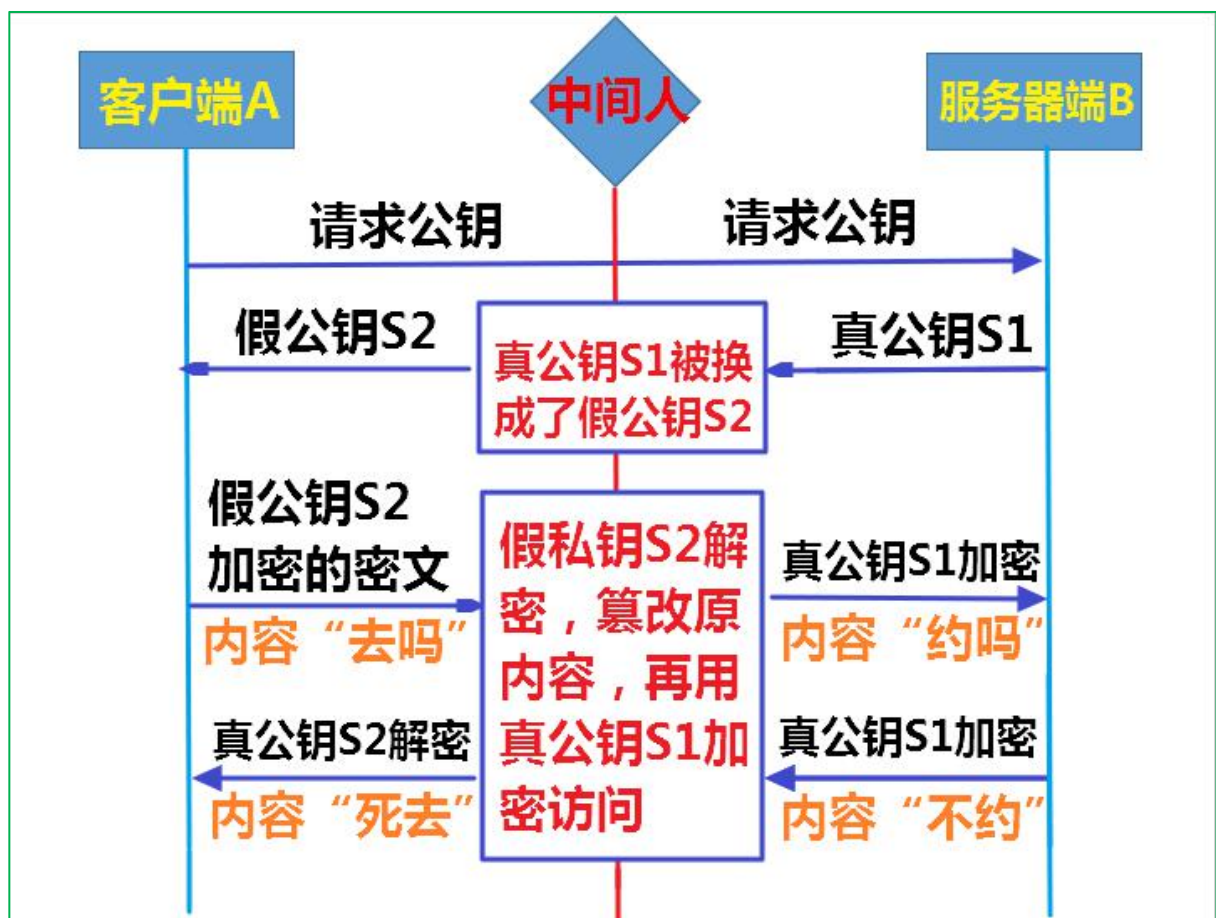 客户端A
中间人
服务器端B
请求公钥
请求公钥
假公钥S2
真公钥S1被换
成了假公钥S2
真公钥S1
假公钥S2
加密的密文
内容“去吗”
假私钥S2解
密，篡改原
内容，再用
真公钥S1加
密访问
真公钥S1加密
内容“约吗”
真公钥S2解密
内容“死去”
真公钥S1加密
内容“不约”